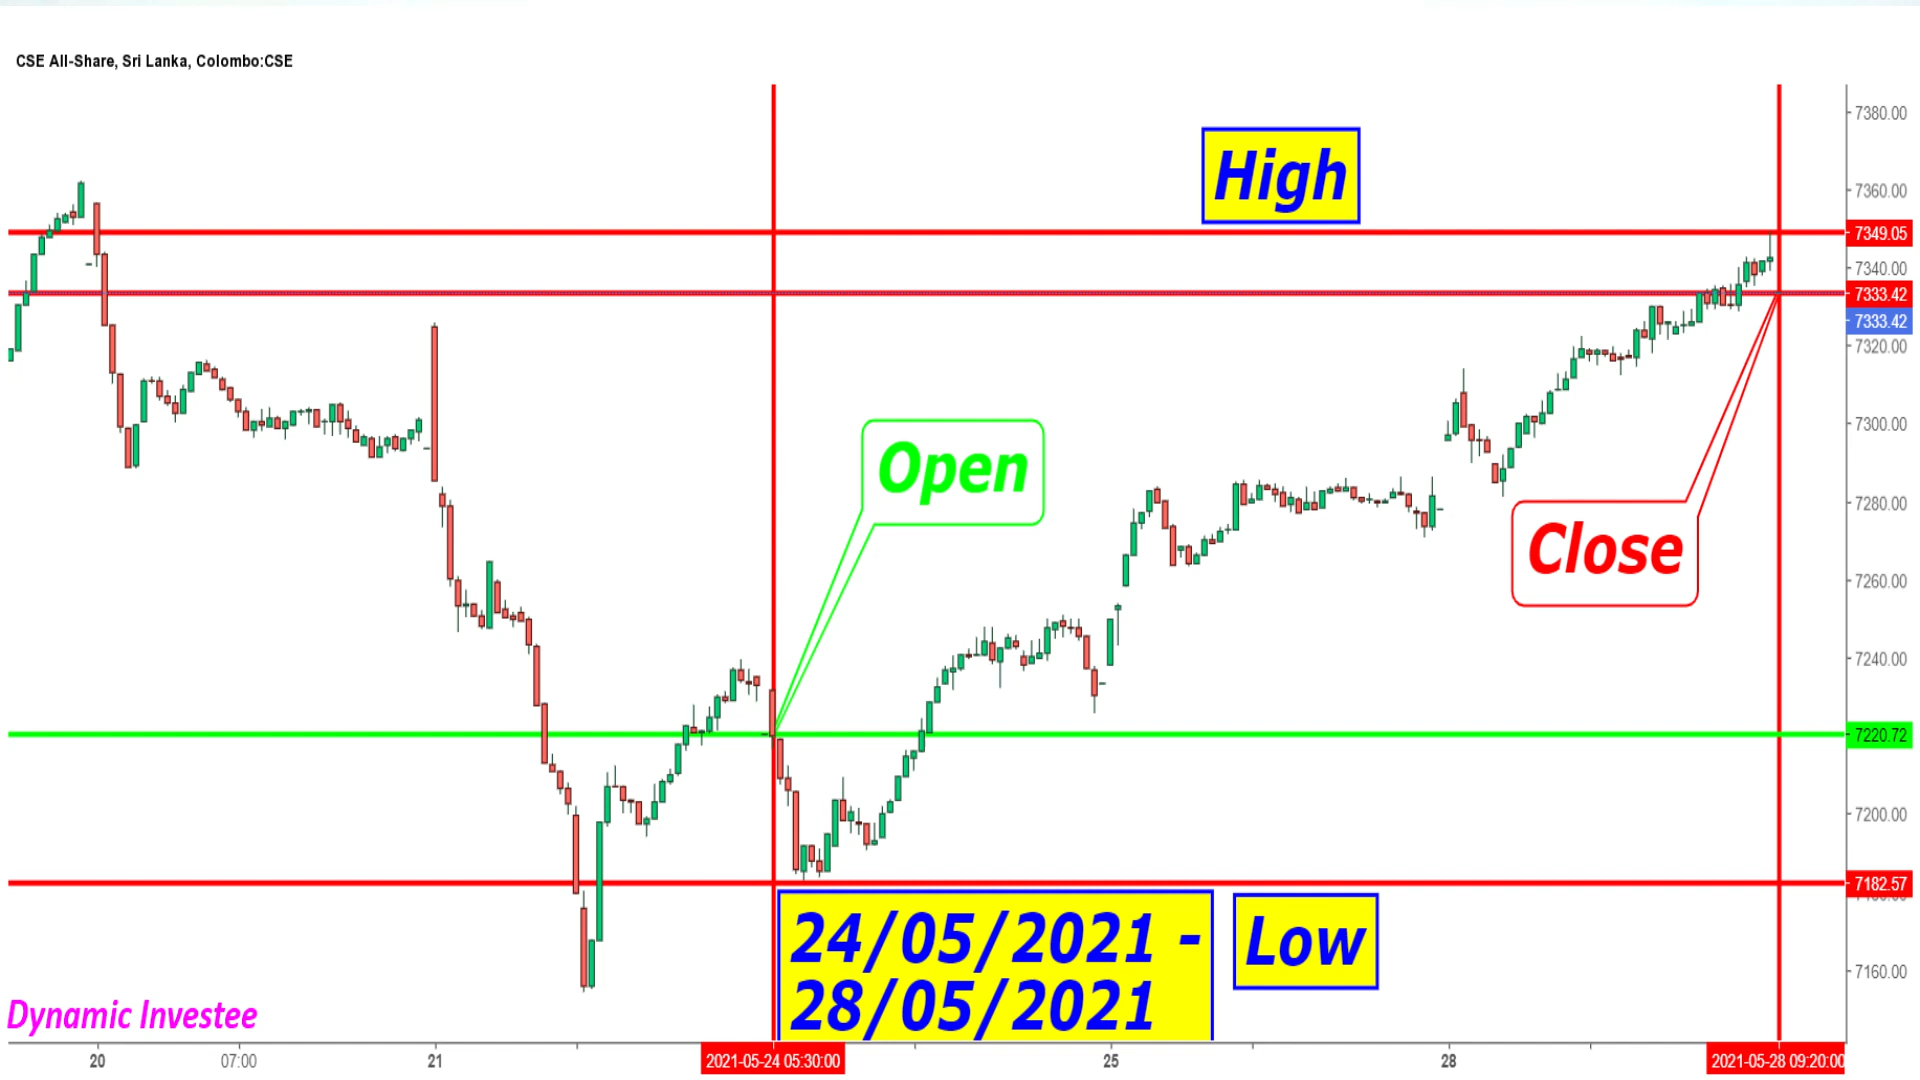 CSE All-Share, Sri Lanka, Colombo:CSE
7380.00
High
7360.00
7349.05
7340.00
7333.42
7333.42
7320.00
7300.00
Open
7280.00
Close
7260.00
7240.00
7220.72
7200.00
7182.57
24/05/2021 -
28/05/2021
Low
7160.00
Dynamic Investee
20 07:00 21 2021-05-24 05:30:00 25 28 2021-05-28 09:20:00